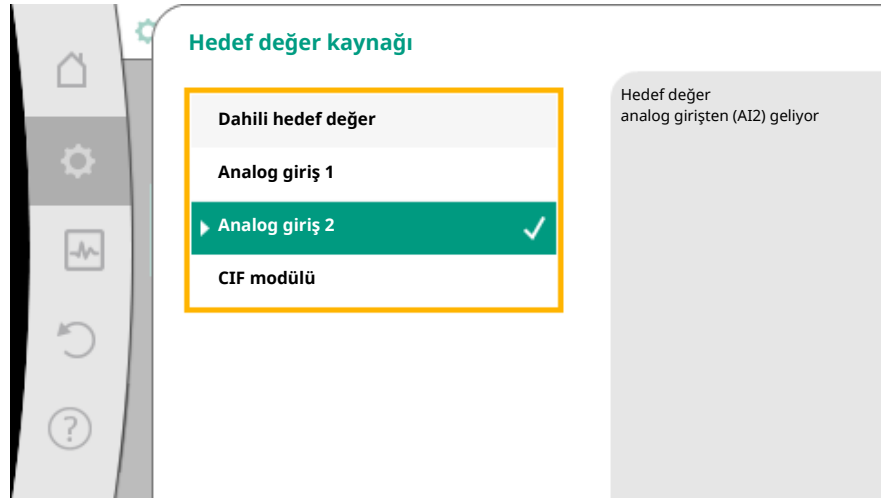 Hedef değer kaynağı
Dahili hedef değer
Analog giriş 1
Analog giriş 2
CIF modülü
Hedef değer
analog girişten (AI2) geliyor
?